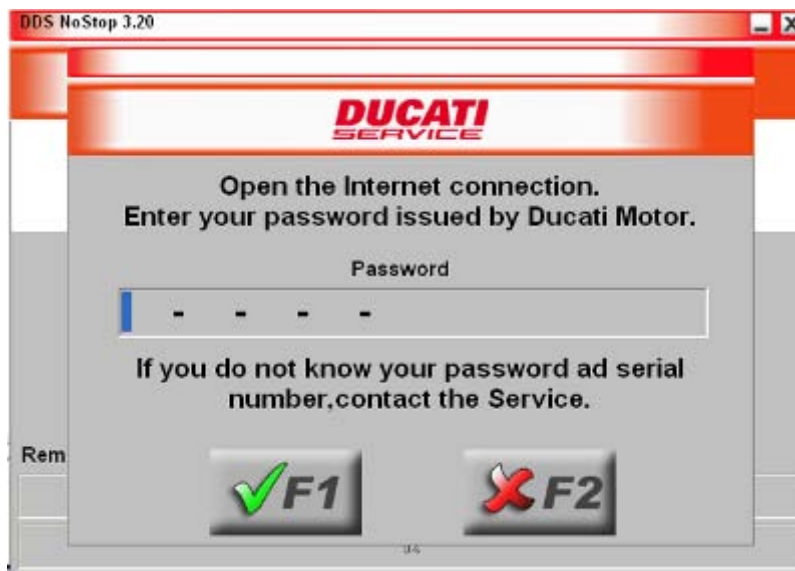 DDS NoStop 3.20
DUCATI
SERVICE
Open the Internet connection.
Enter your password issued by Ducati Motor.
Password
- - - -
If you do not know your password ad serial
number,contact the Service.
Rem
F1
F2